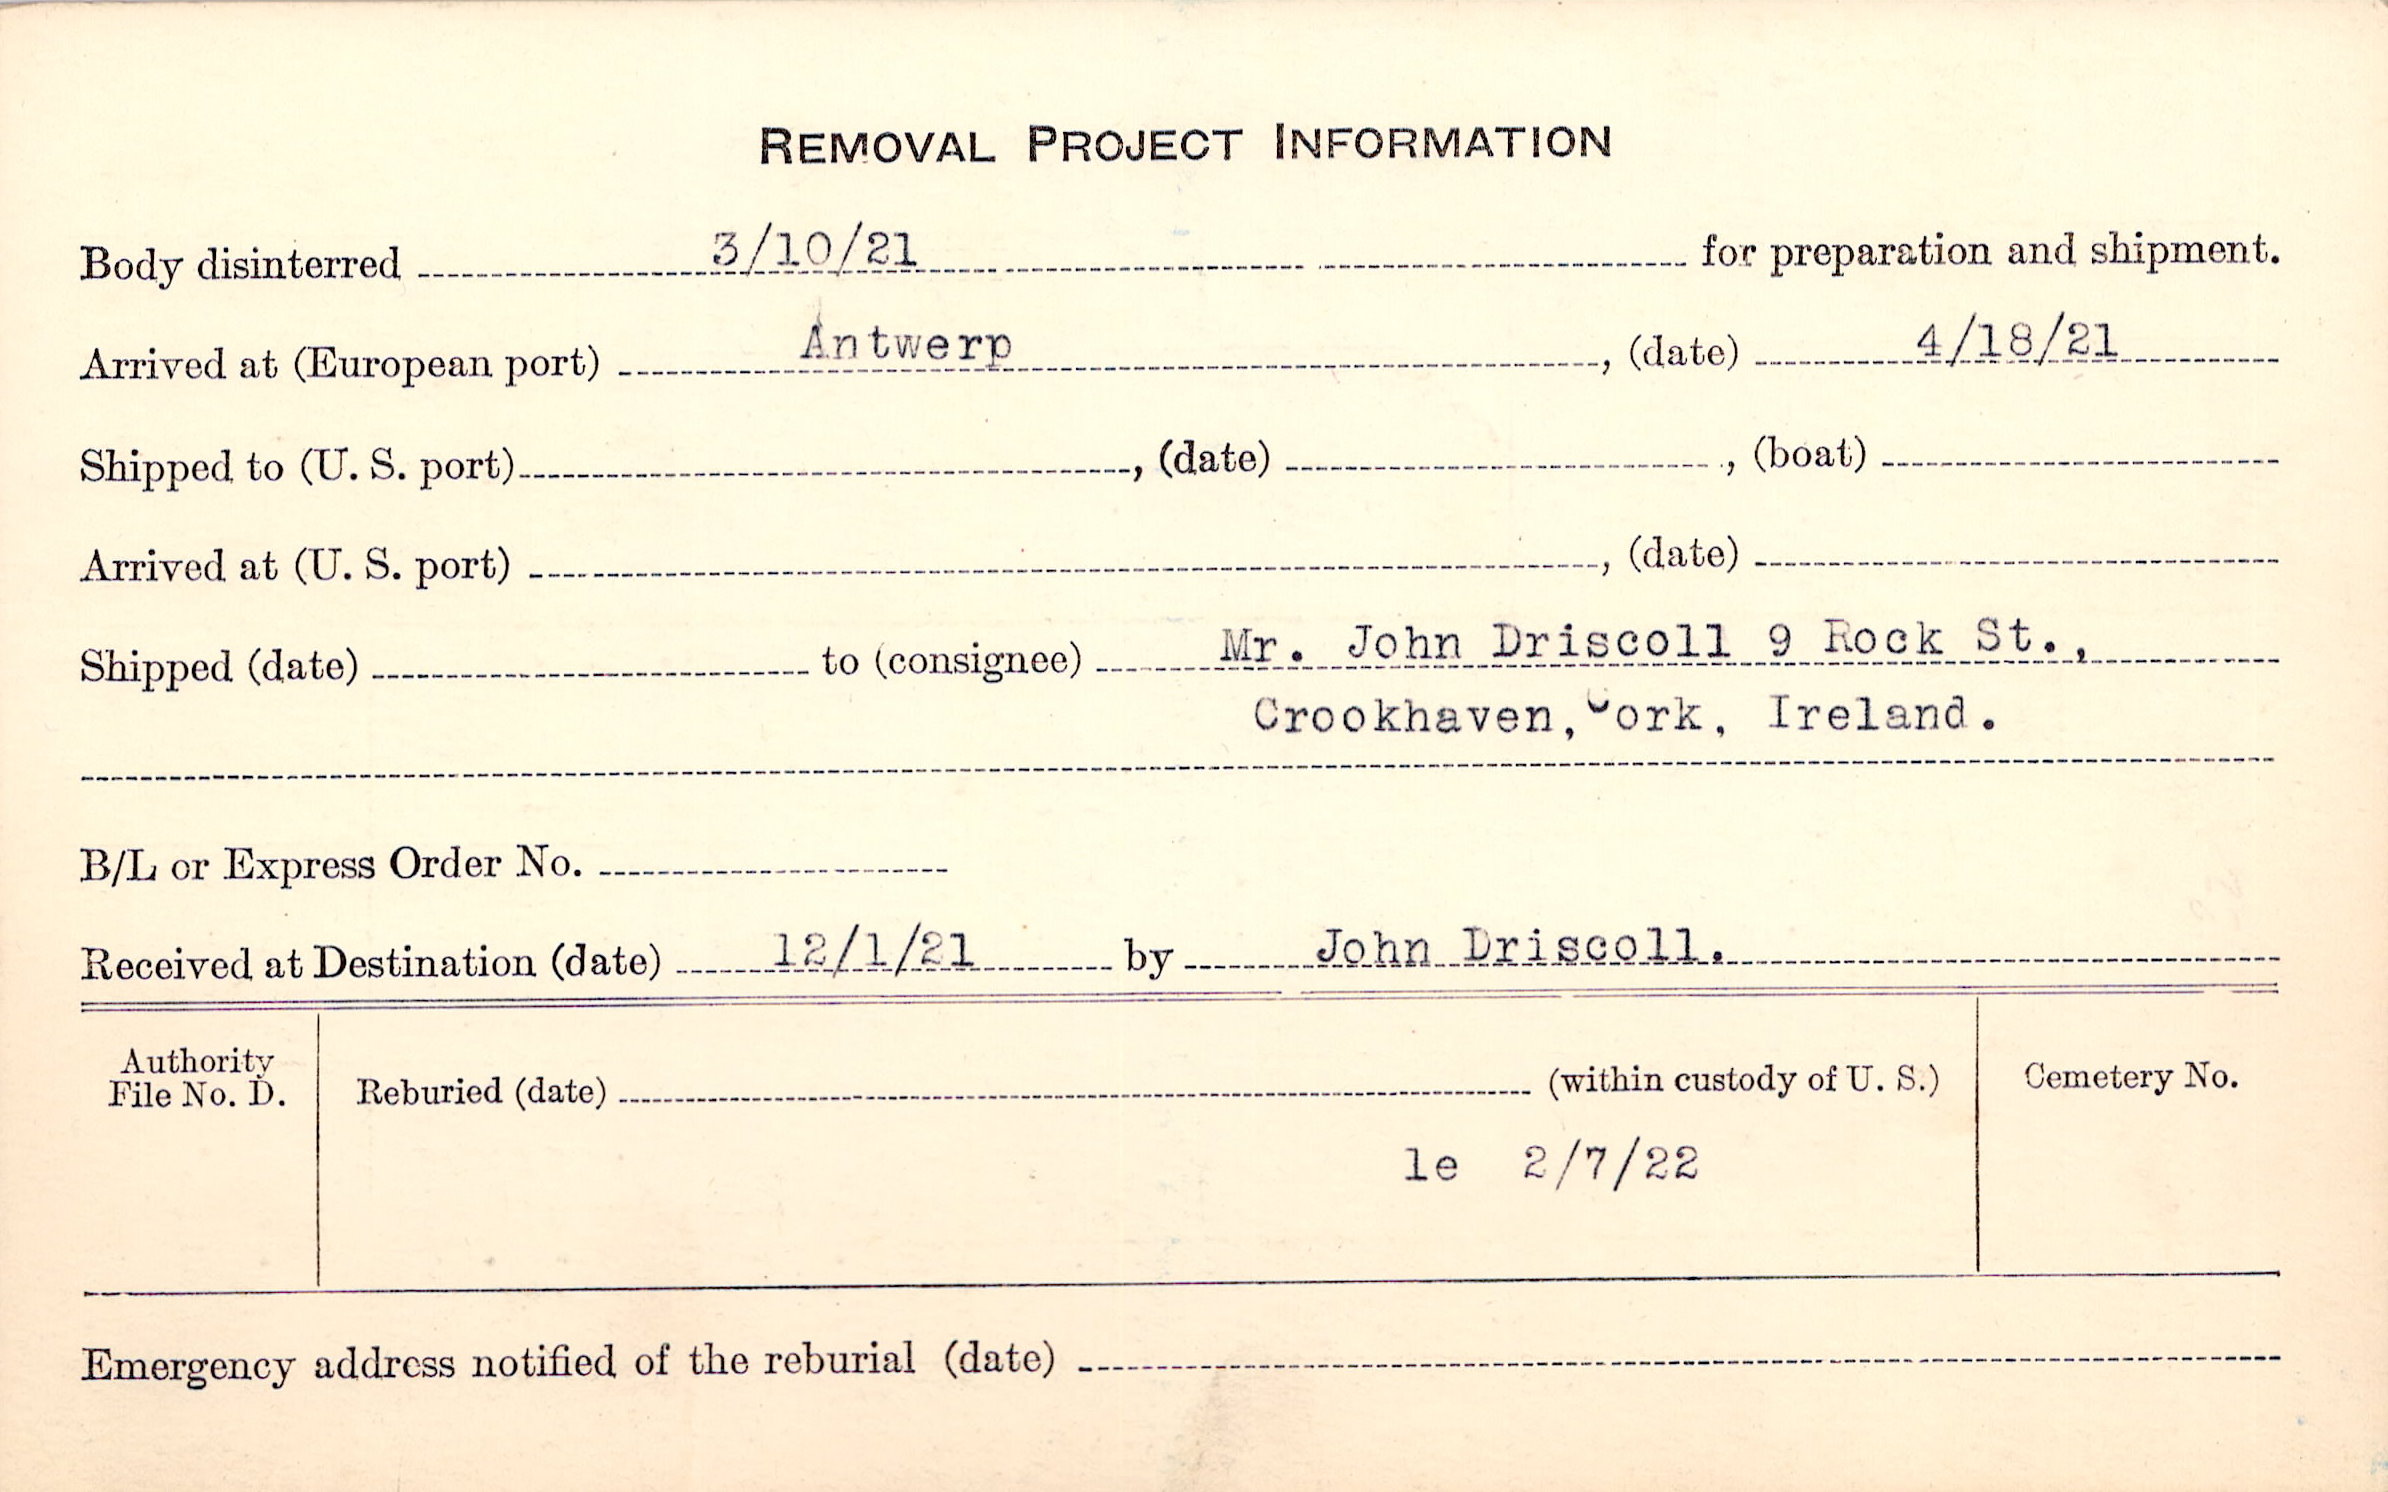 REMOVAL PROJECT INFORMATION
Body disinterred 3/10/21 for preparation and shipment.
Arrived at (European port) Antwerp , (date) 4/18/21
Shipped to (U. S. port) , (date) , (boat)
Arrived at (U. S. port) , (date)
Shipped (date) to (consignee) Mr. John Driscoll 9 Rock St.,
Crookhaven, Cork, Ireland.
B/L or Express Order No.
Received at Destination (date) 12/1/21 by John Driscoll.
Authority
File No. D.
Reburied (date) (within custody of U. S.)
Cemetery No.
le 2/7/22
Emergency address notified of the reburial (date)